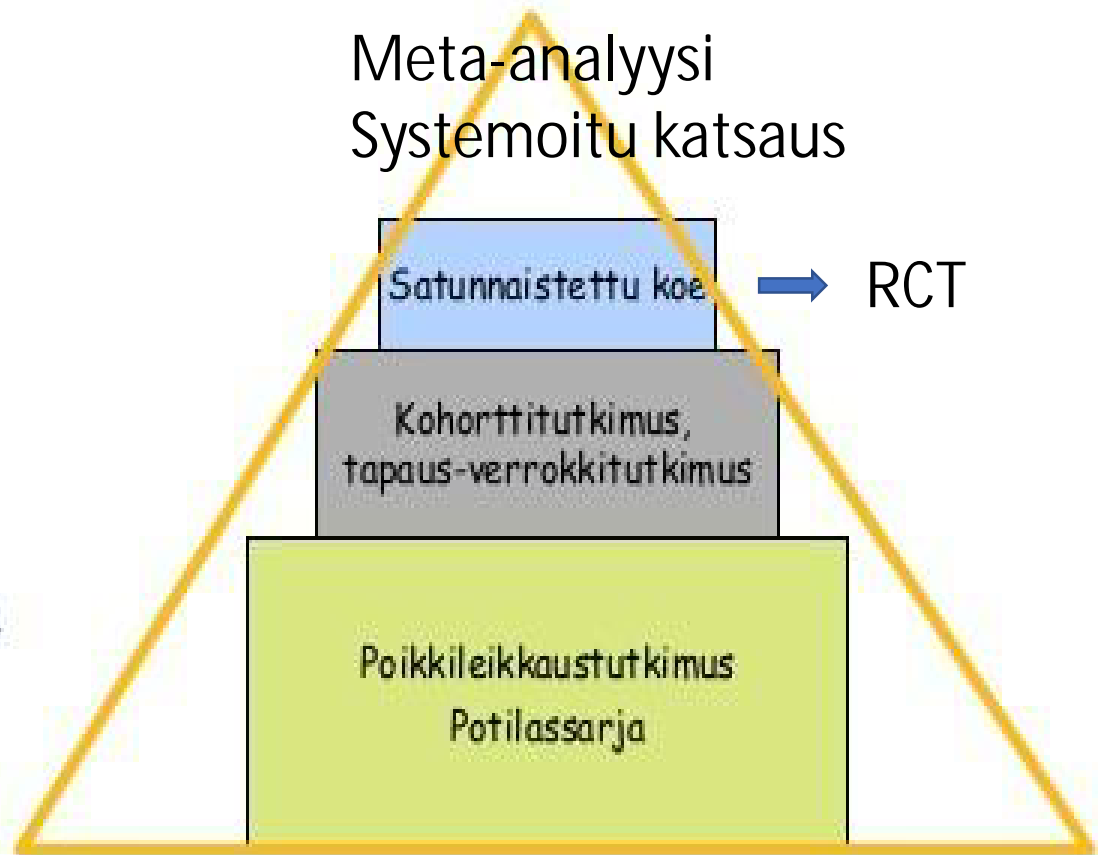 Meta-analyysi
Systemoitu katsaus
Satunnaistettu koe
RCT
Kohorttitutkimus,
tapaus-verrokkitutkimus
Poikkileikkaustutkimus
Potilassarja